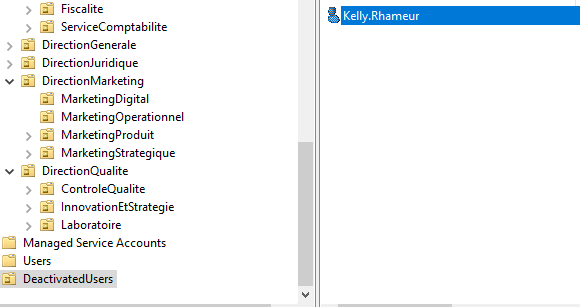 Fiscalite
ServiceComptabilite
DirectionGenerale
DirectionJuridique
DirectionMarketing
MarketingDigital
MarketingOperationnel
MarketingProduit
MarketingStrategique
DirectionQualite
ControleQualite
InnovationEtStrategie
Laboratoire
Managed Service Accounts
Users
DeactivatedUsers
Kelly.Rhameur